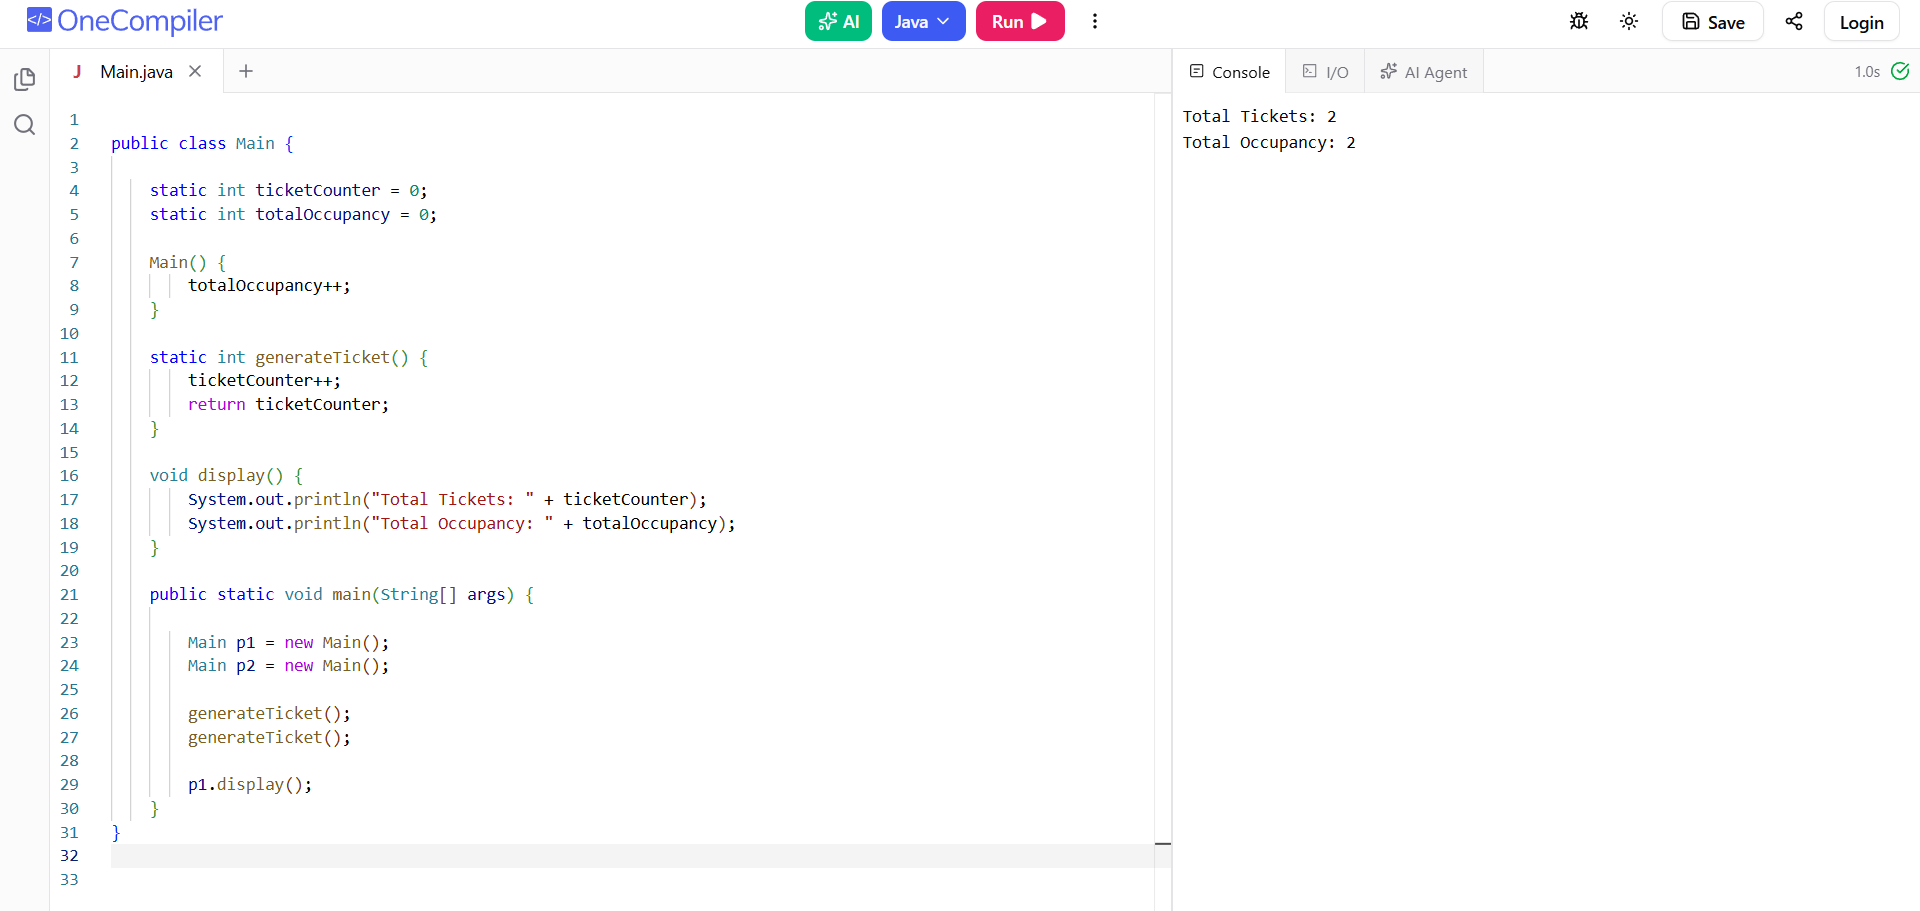 </> OneCompiler
AI
Java
Run
Save
Login
J Main.java
Console
I/O
AI Agent
1.0s
1
2 public class Main {
3
4 static int ticketCounter = 0;
5 static int totalOccupancy = 0;
6
7 Main() {
8 totalOccupancy++;
9 }
10
11 static int generateTicket() {
12 ticketCounter++;
13 return ticketCounter;
14 }
15
16 void display() {
17 System.out.println("Total Tickets: " + ticketCounter);
18 System.out.println("Total Occupancy: " + totalOccupancy);
19 }
20
21 public static void main(String[] args) {
22
23 Main p1 = new Main();
24 Main p2 = new Main();
25
26 generateTicket();
27 generateTicket();
28
29 p1.display();
30 }
31 }
32
33
Total Tickets: 2
Total Occupancy: 2